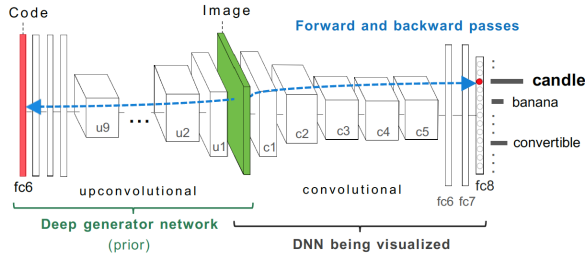 Code
Image
Forward and backward passes
candle
banana
convertible
u9
...
u2
u1
c1
c2
c3
c4
c5
fc6
upconvolutional
convolutional
fc6
fc7
fc8
Deep generator network
(prior)
DNN being visualized